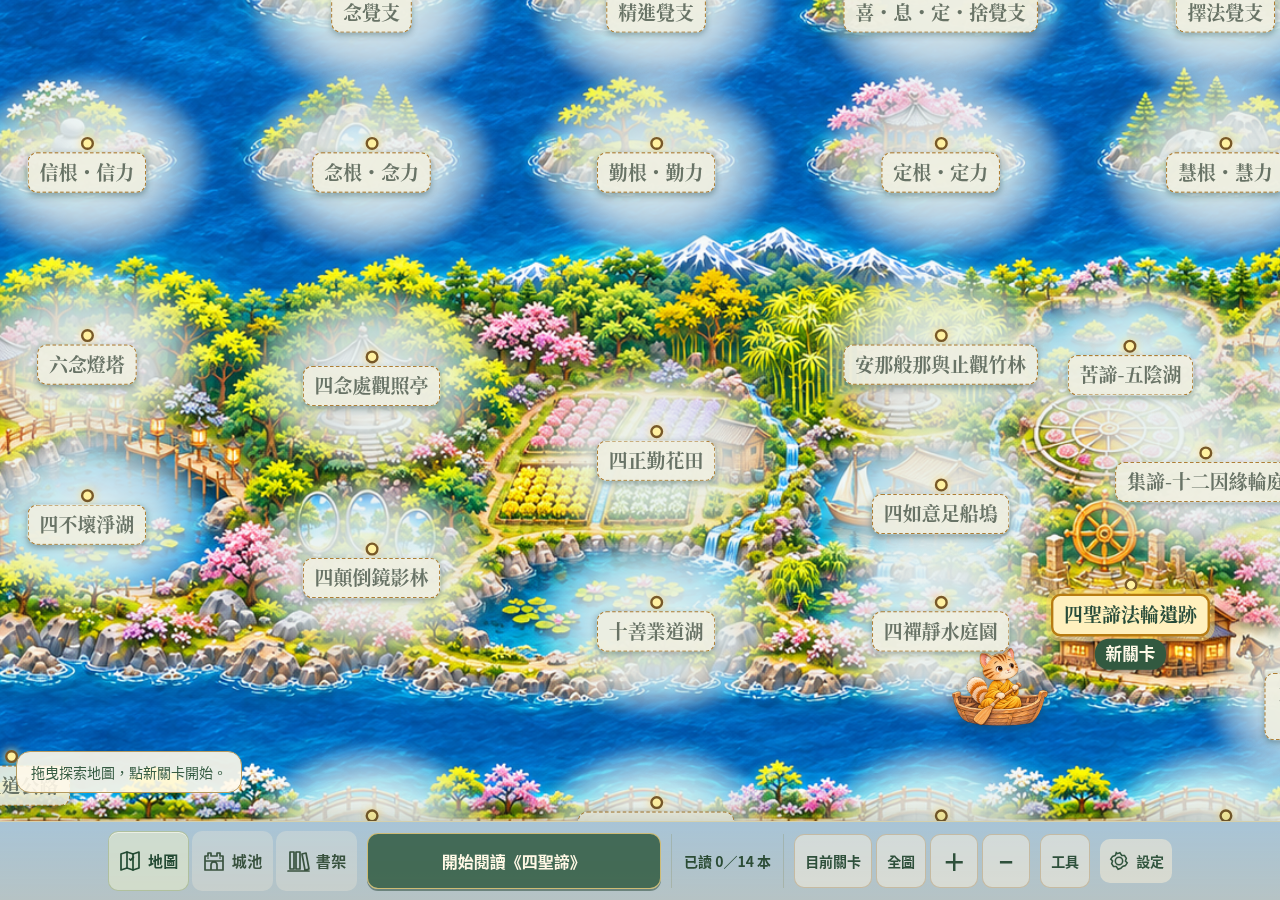 念覺支
精進覺支
喜・息・定・捨覺支
擇法覺支
信根・信力
念根・念力
勤根・勤力
定根・定力
慧根・慧力
六念燈塔
四念處觀照亭
安那般那與止觀竹林
苦諦-五陰湖
四正勤花田
集諦-十二因緣輪庭
四不壞淨湖
四如意足船塢
四顛倒鏡影林
十善業道湖
四禪靜水庭園
四聖諦法輪遺跡
新關卡
拖曳探索地圖，點新關卡開始。
道
地圖
城池
書架
開始閱讀《四聖諦》
已讀 0／14 本
目前關卡
全圖
+
−
工具
設定